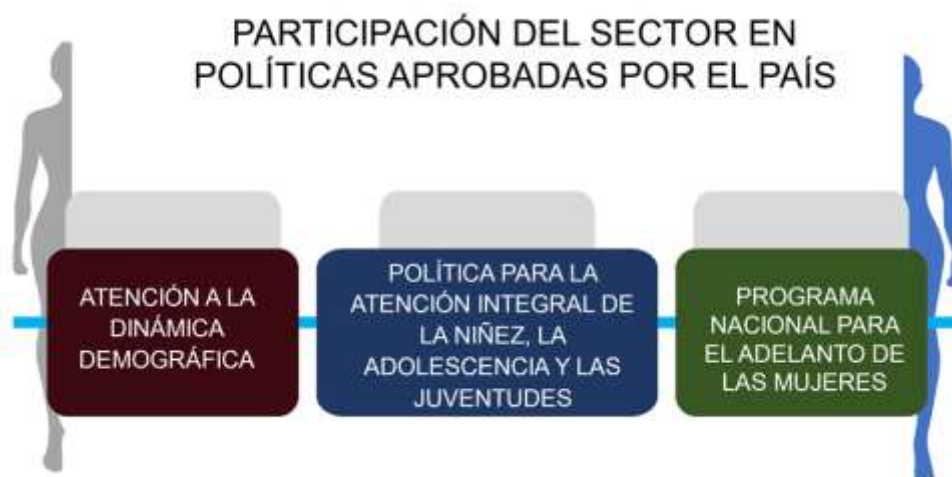 PARTICIPACIÓN DEL SECTOR EN
POLÍTICAS APROBADAS POR EL PAÍS
ATENCIÓN A LA
DINÁMICA
DEMOGRÁFICA
POLÍTICA PARA LA
ATENCIÓN INTEGRAL DE
LA NIÑEZ, LA
ADOLESCENCIA Y LAS
JUVENTUDES
PROGRAMA
NACIONAL PARA
EL ADELANTO DE
LAS MUJERES